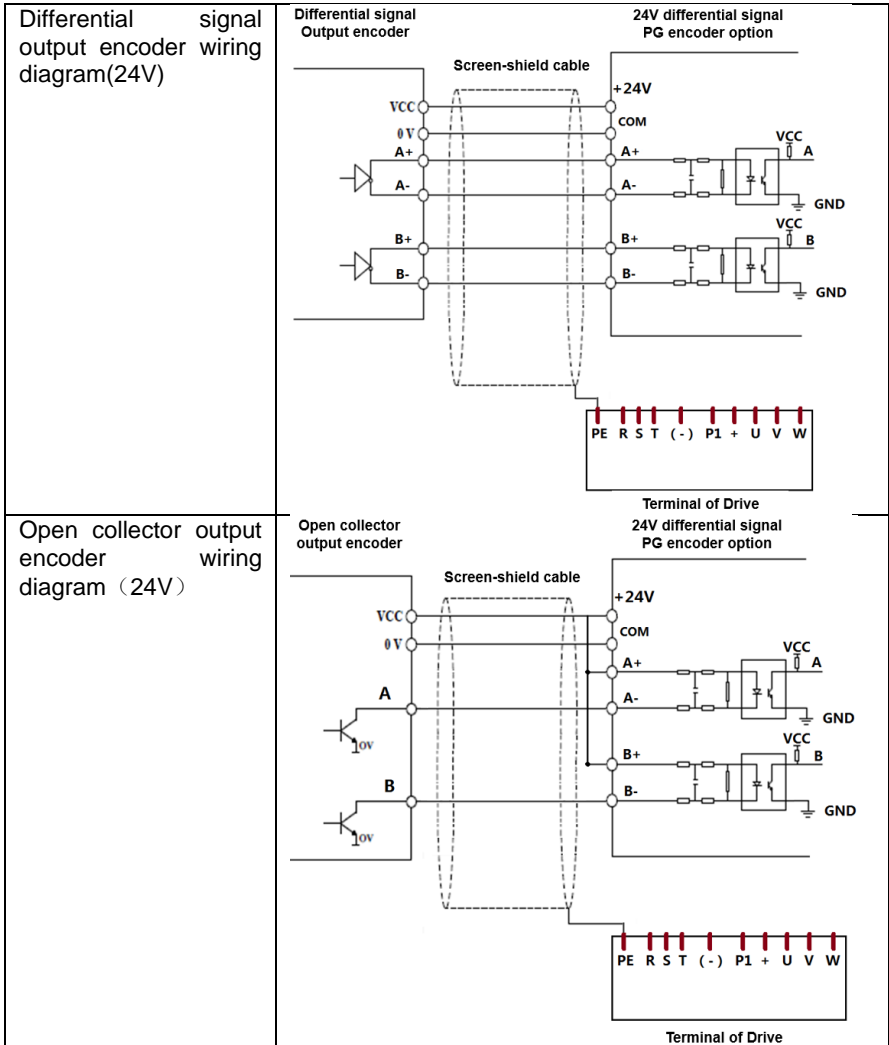 Differential signal
output encoder wiring
diagram(24V)
Differential signal
Output encoder
24V differential signal
PG encoder option
Screen-shield cable
+24V
VCC
COM
0 V
VCC
A
A+
A+
A-
A-
GND
VCC
B
B+
B+
B-
B-
GND
PE R S T (-) P1 + U V W
Terminal of Drive
Open collector output
encoder wiring
diagram（24V）
Open collector
output encoder
24V differential signal
PG encoder option
Screen-shield cable
+24V
VCC
COM
0 V
VCC
A
A+
A
A-
0V
GND
VCC
B
B+
B
B-
0V
GND
PE R S T (-) P1 + U V W
Terminal of Drive